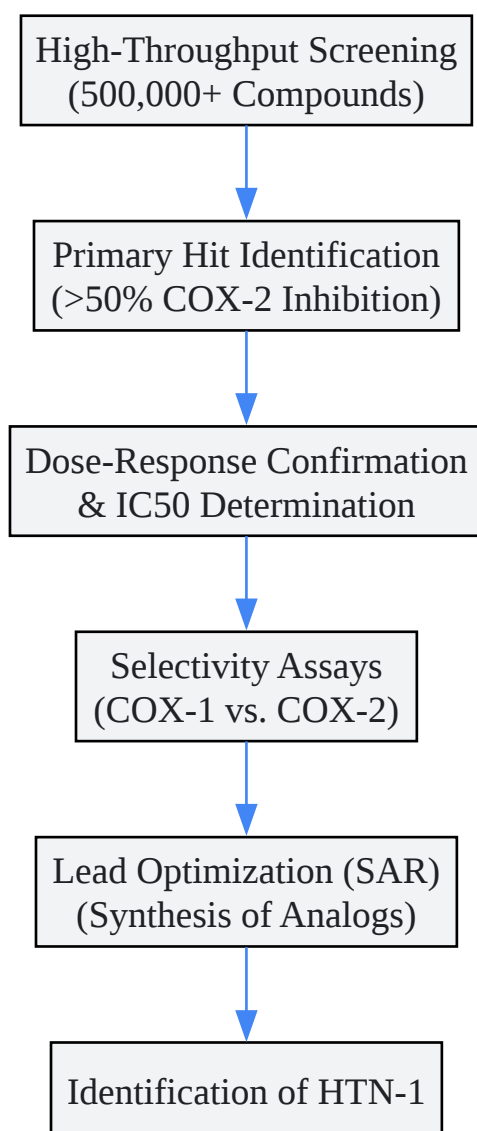 High-Throughput Screening
(500,000+ Compounds)
Primary Hit Identification
(>50% COX-2 Inhibition)
Dose-Response Confirmation
& IC50 Determination
Selectivity Assays
(COX-1 vs. COX-2)
Lead Optimization (SAR)
(Synthesis of Analogs)
Identification of HTN-1